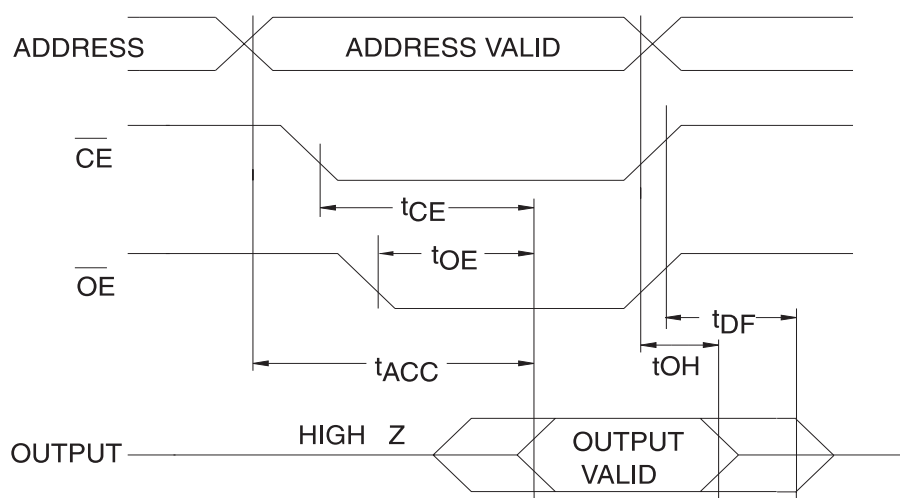 ADDRESS
ADDRESS VALID
CE
tCE
tOE
OE
tDF
tACC
tOH
HIGH Z
OUTPUT
OUTPUT
VALID